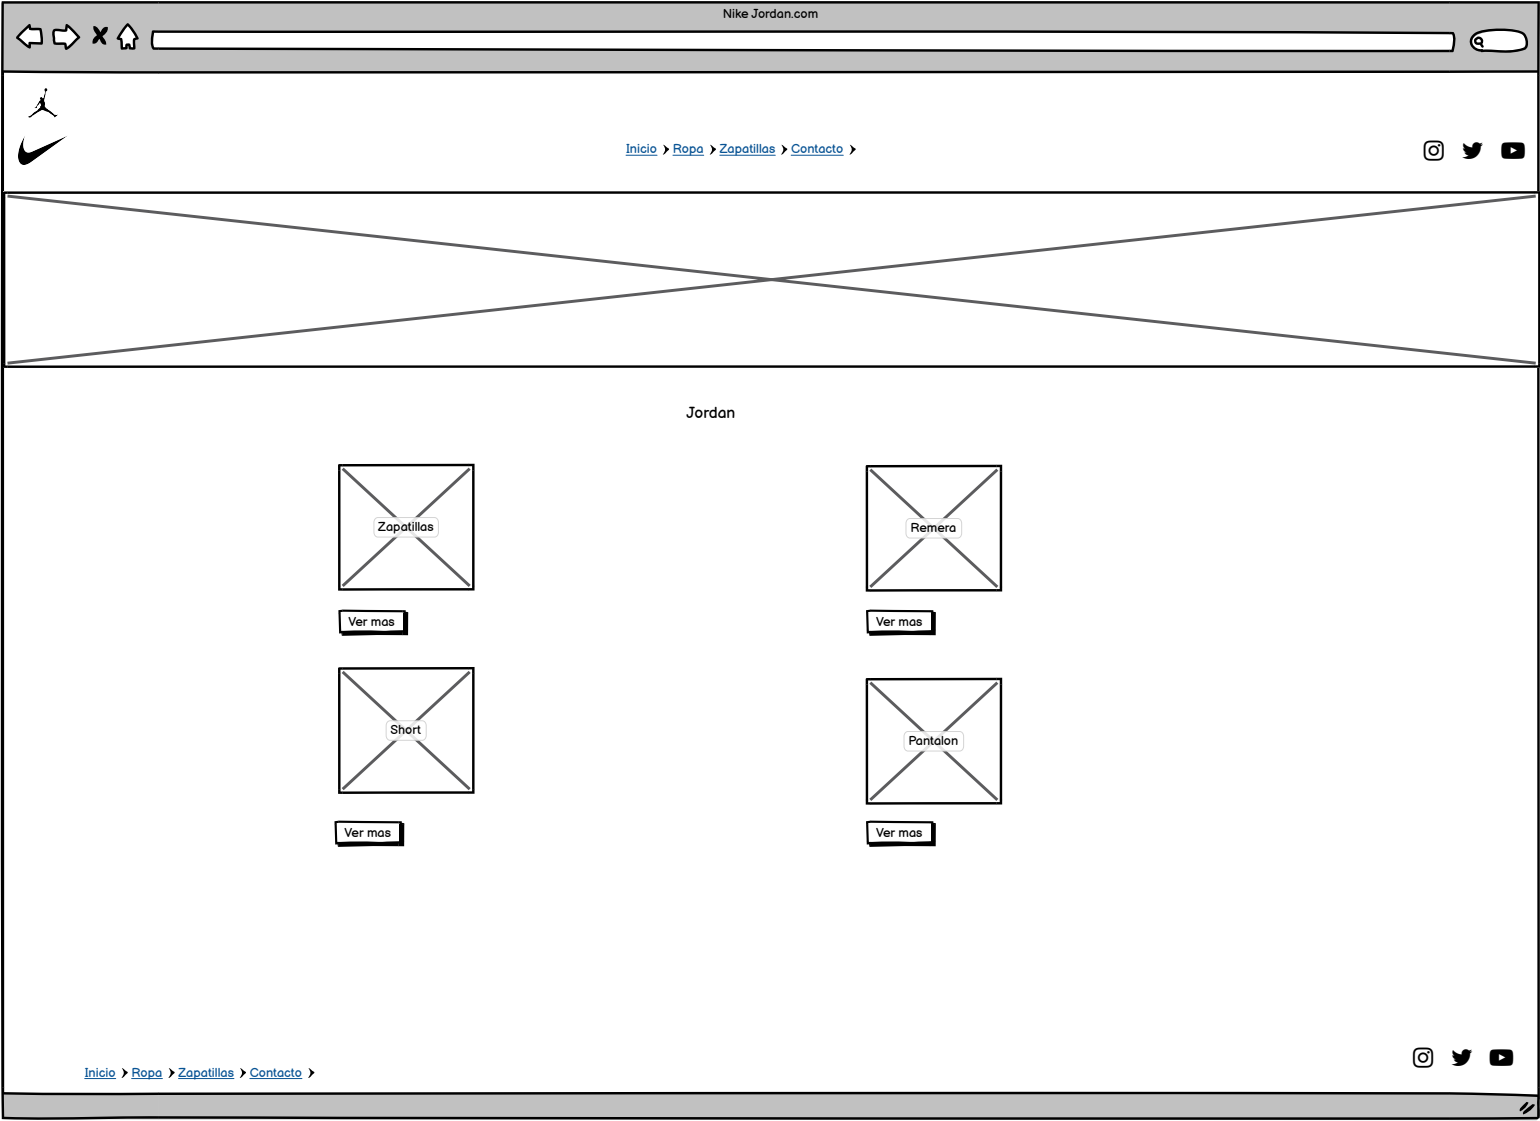 Nike Jordan.com
Inicio Ropa Zapatillas Contacto
Jordan
Zapatillas
Remera
Ver mas
Ver mas
Short
Pantalon
Ver mas
Ver mas
Inicio Ropa Zapatillas Contacto